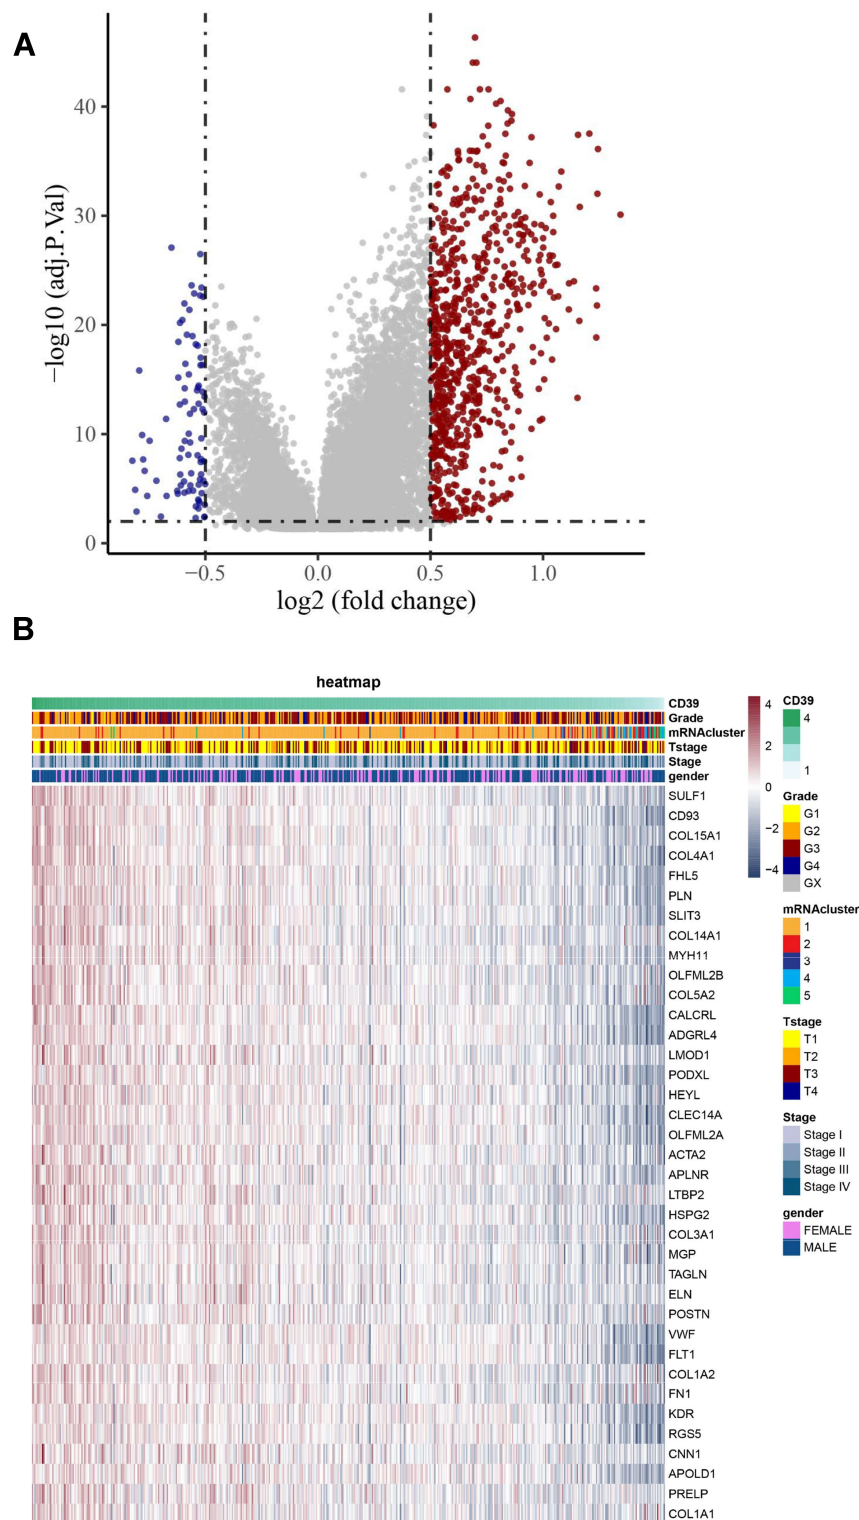 A
−log10 (adj.P.Val)
40
30
20
10
0
−0.5
0.0
0.5
1.0
log2 (fold change)
B
heatmap
CD39
Grade
mRNAcluster
Tstage
Stage
gender
SULF1
CD93
COL15A1
COL4A1
FHL5
PLN
SLIT3
COL14A1
MYH11
OLFML2B
COL5A2
CALCRL
ADGRL4
LMOD1
PODXL
HEYL
CLEC14A
OLFML2A
ACTA2
APLNR
LTBP2
HSPG2
COL3A1
MGP
TAGLN
ELN
POSTN
VWF
FLT1
COL1A2
FN1
KDR
RGS5
CNN1
APOLD1
PRELP
COL1A1
4
2
0
−2
−4
CD39
4
1
Grade
G1
G2
G3
G4
GX
mRNAcluster
1
2
3
4
5
Tstage
T1
T2
T3
T4
Stage
Stage I
Stage II
Stage III
Stage IV
gender
FEMALE
MALE